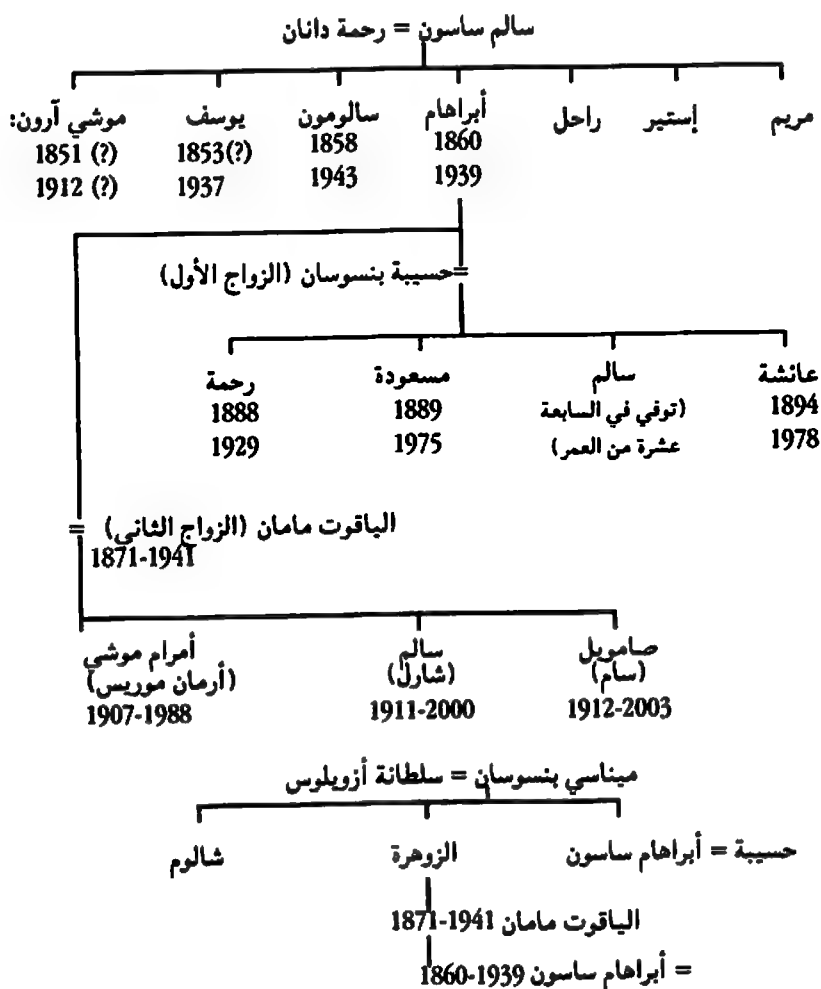 سالم ساسون = رحمة دانان
مريم إستير راحل أبراهام سالومون يوسف موشي آرون:
1860 1858 1853(?) 1851 (?)
1939 1943 1937 1912 (?)
=حسيبة بنسوسان (الزواج الأول)
عانشة سالم مسعودة رحمة
1894 (توفي في السابعة 1889 1888
1978 عشرة من العمر) 1975 1929
الياقوت مامان (الزواج الثاني) =
1871-1941
صامويل سالم أمرام موشي
(سام) (شارل) (أرمان موريس)
1912-2003 1911-2000 1907-1988
ميناسي بنسوسان = سلطانة أزويلوس
حسيبة = أبراهام ساسون الزوهرة شالوم
الياقوت مامان 1871-1941
= أبراهام ساسون 1860-1939